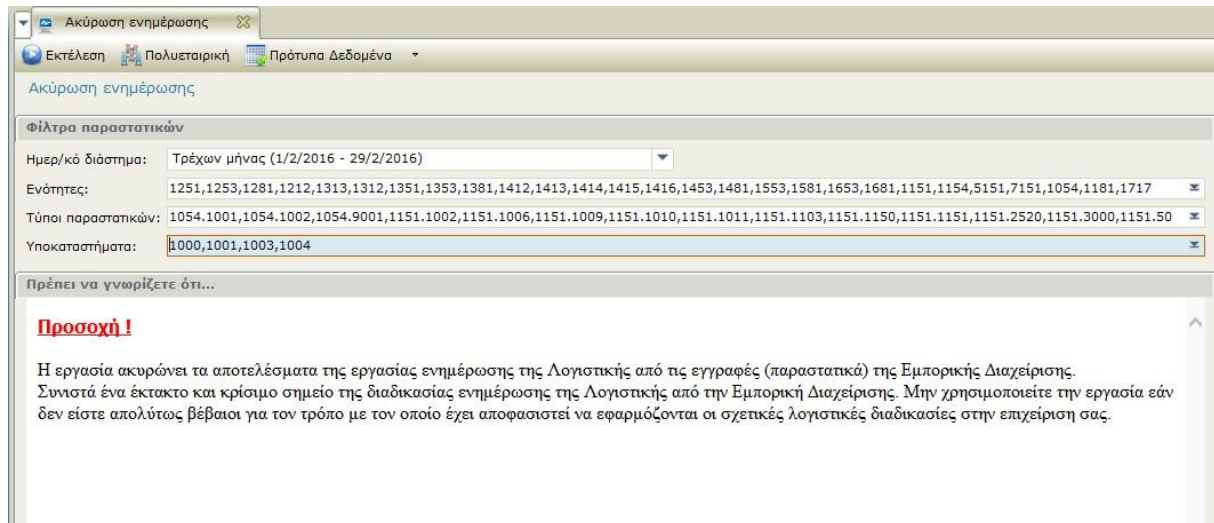 Ακύρωση ενημέρωσης
Εκτέλεση Πολυεταιρική Πρότυπα Δεδομένα
Ακύρωση ενημέρωσης
Φίλτρα παραστατικών
Ημερ/κό διάστημα: Τρέχων μήνας (1/2/2016 - 29/2/2016)
Ενότητες: 1251,1253,1281,1212,1313,1312,1351,1353,1381,1412,1413,1414,1415,1416,1453,1481,1553,1581,1653,1681,1151,1154,5151,7151,1054,1181,1717
Τύποι παραστατικών: 1054.1001,1054.1002,1054.9001,1151.1002,1151.1006,1151.1009,1151.1010,1151.1011,1151.1103,1151.1150,1151.1151,1151.2520,1151.3000,1151.50
Υποκαταστήματα: 1000,1001,1003,1004
Πρέπει να γνωρίζετε ότι...
Προσοχή !
Η εργασία ακυρώνει τα αποτελέσματα της εργασίας ενημέρωσης της Λογιστικής από τις εγγραφές (παραστατικά) της Εμπορικής Διαχείρισης.
Συνιστά ένα έκτακτο και κρίσιμο σημείο της διαδικασίας ενημέρωσης της Λογιστικής από την Εμπορική Διαχείρισης. Μην χρησιμοποιείτε την εργασία εάν
δεν είστε απολύτως βέβαιοι για τον τρόπο με τον οποίο έχει αποφασιστεί να εφαρμόζονται οι σχετικές λογιστικές διαδικασίες στην επιχείριση σας.